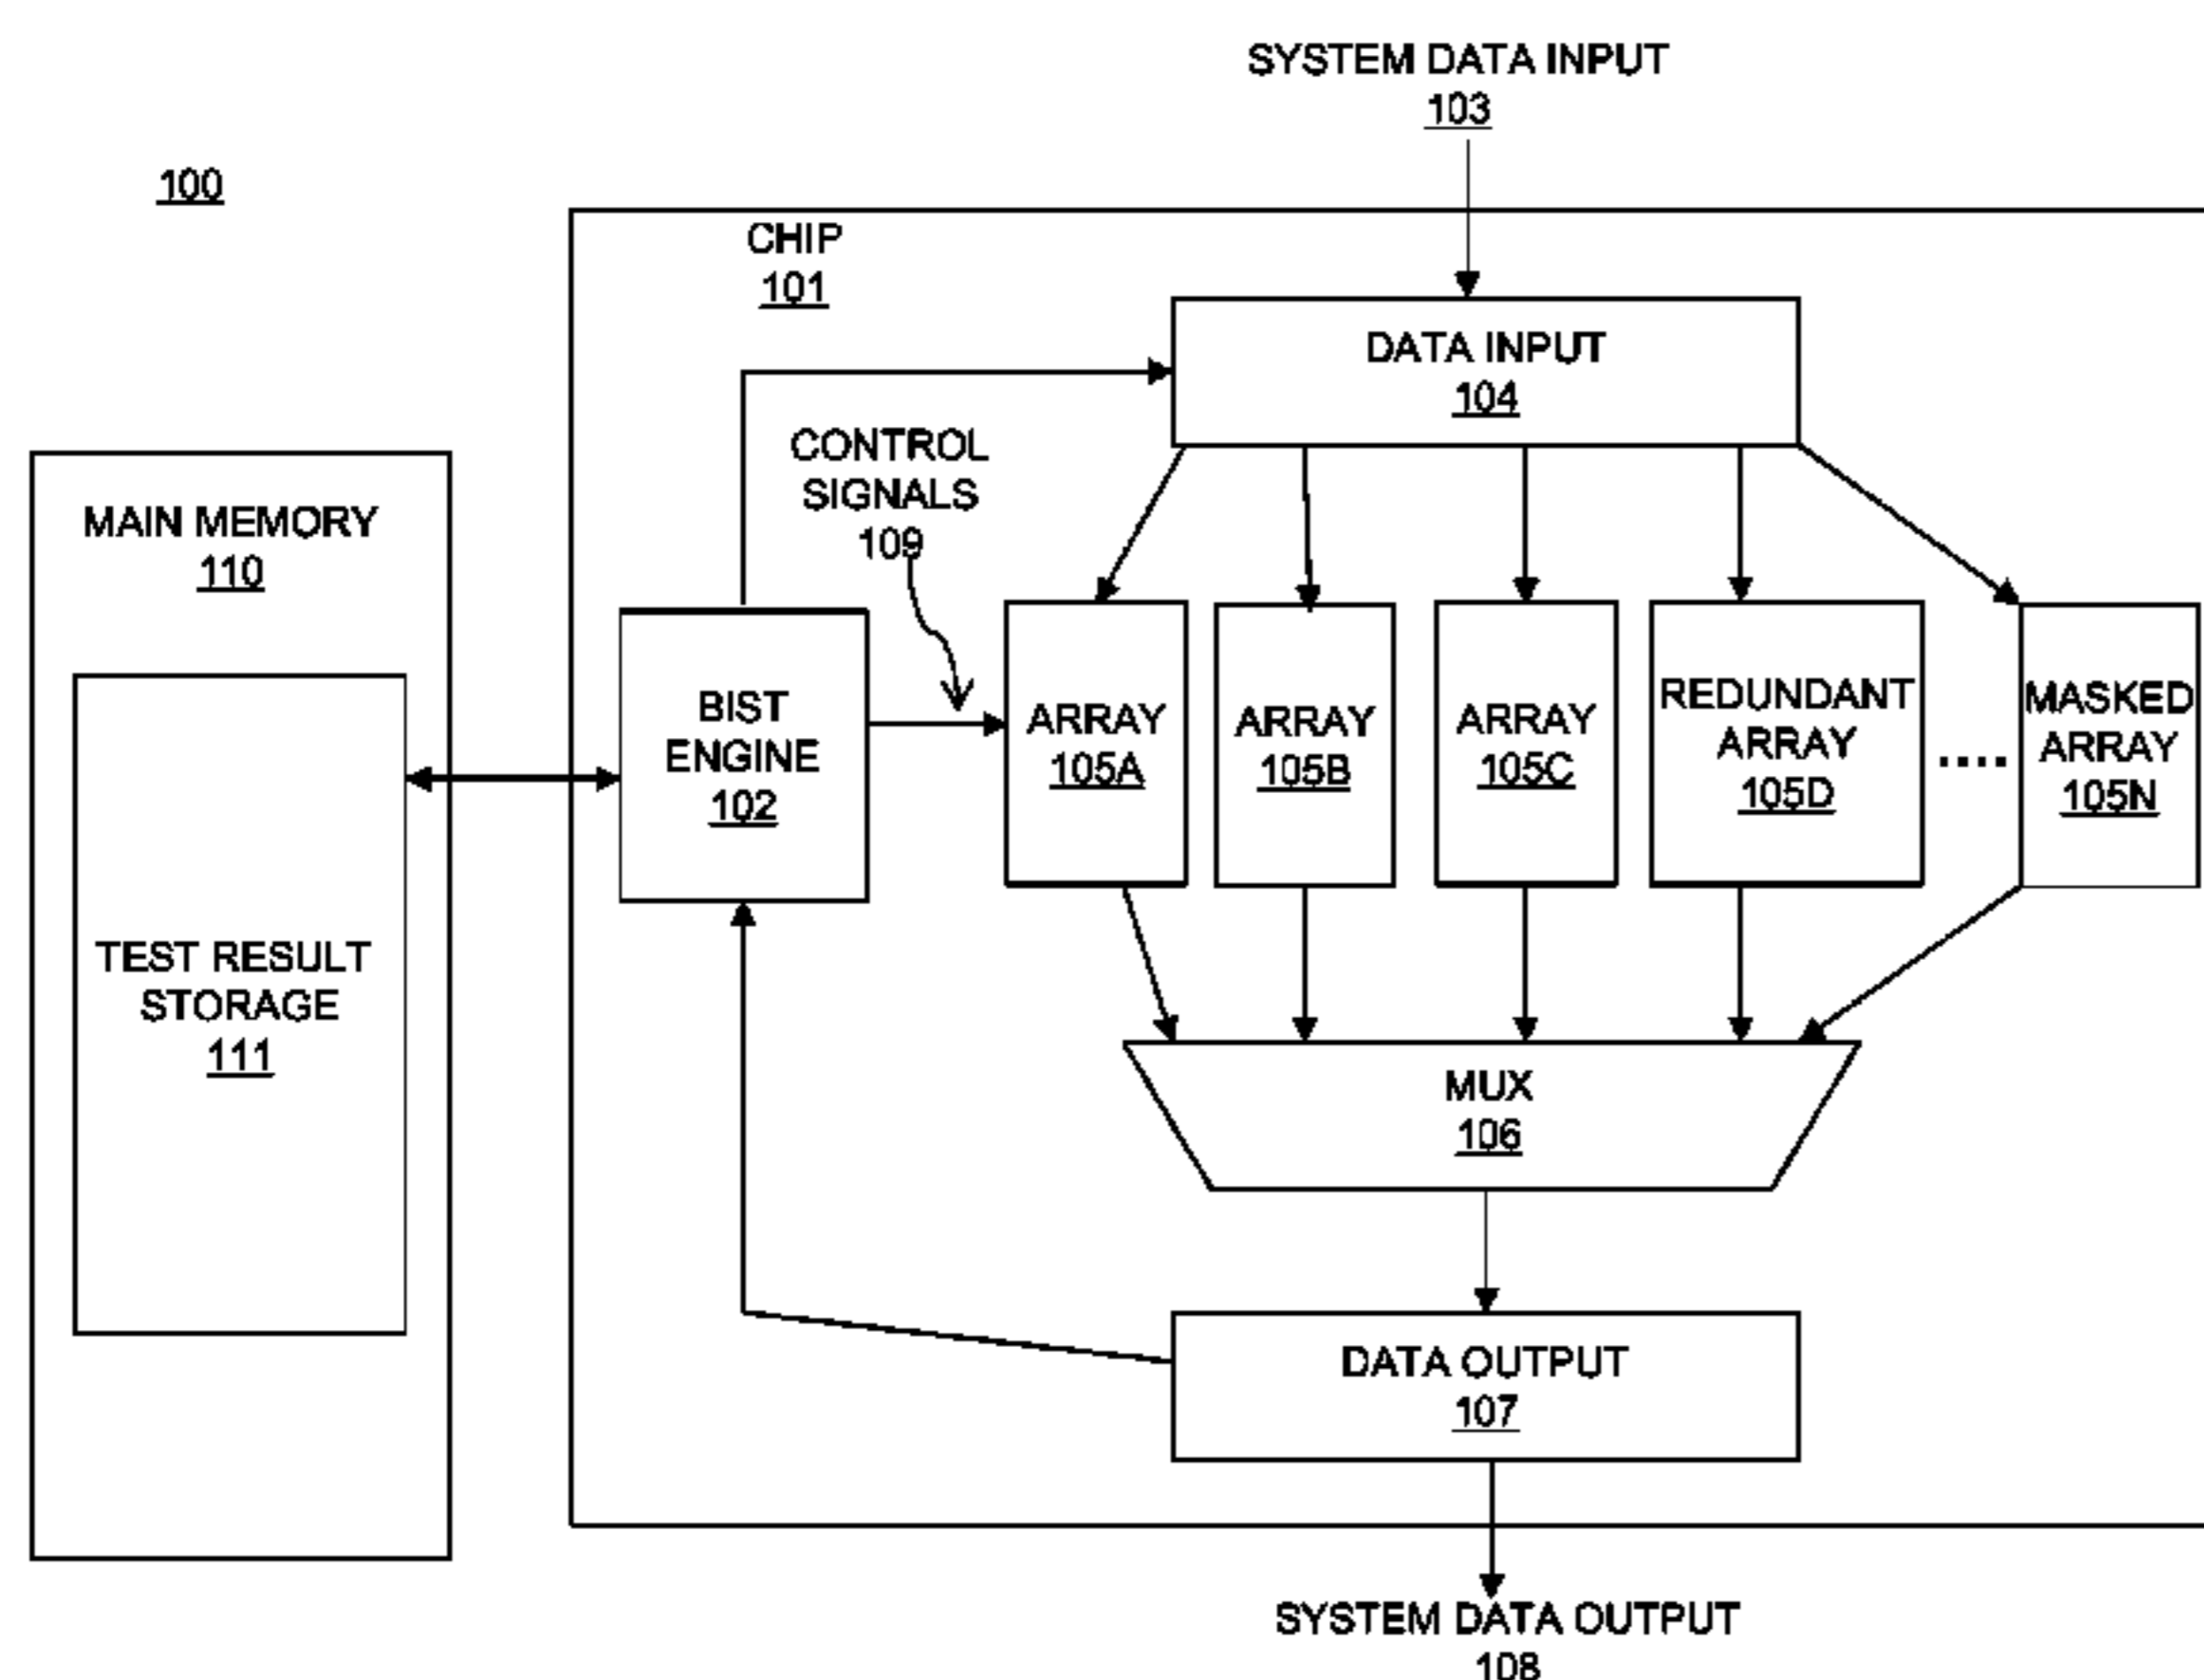 SYSTEM DATA INPUT
103
100
CHIP
101
DATA INPUT
104
CONTROL
SIGNALS
109
MAIN MEMORY
110
TEST RESULT
STORAGE
111
BIST
ENGINE
102
ARRAY
105A
ARRAY
105B
ARRAY
105C
REDUNDANT
ARRAY
105D
....
MASKED
ARRAY
105N
MUX
106
DATA OUTPUT
107
SYSTEM DATA OUTPUT
108